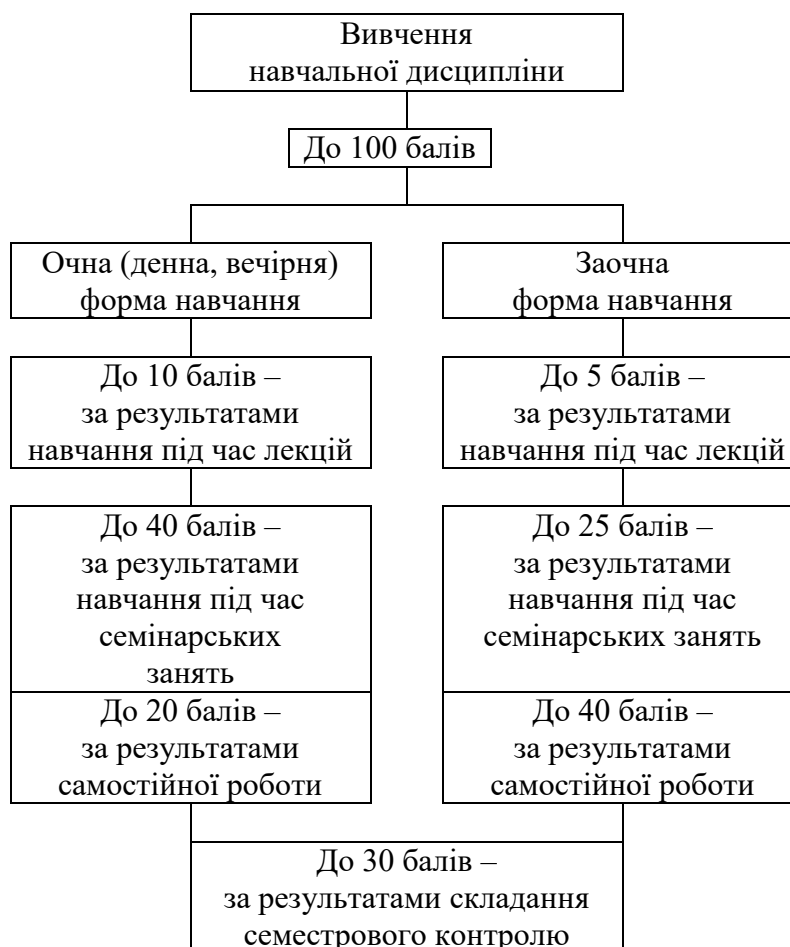 Вивчення
навчальної дисципліни
До 100 балів
Очна (денна, вечірня)
форма навчання
До 10 балів –
за результатами
навчання під час лекцій
До 40 балів –
за результатами
навчання під час
семінарських
занять
До 20 балів –
за результатами
самостійної роботи
Заочна
форма навчання
До 5 балів –
за результатами
навчання під час лекцій
До 25 балів –
за результатами
навчання під час
семінарських занять
До 40 балів –
за результатами
самостійної роботи
До 30 балів –
за результатами складання
семестрового контролю